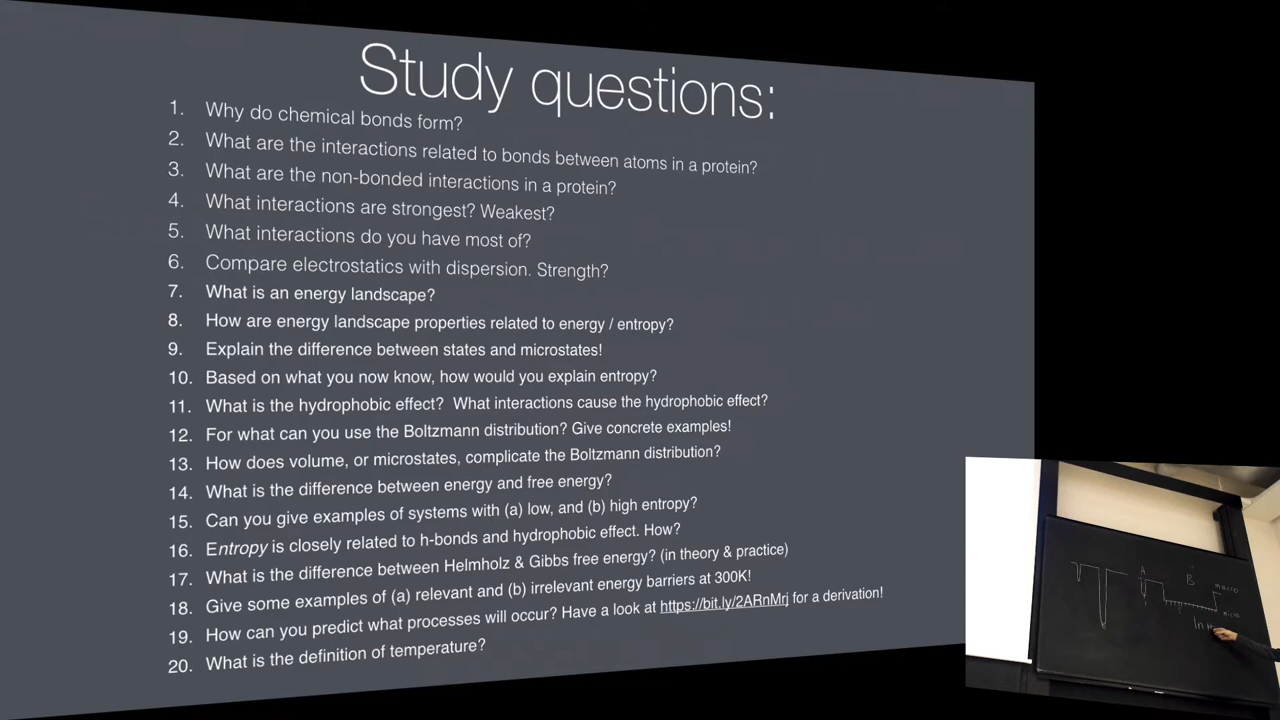 Study questions:
1. Why do chemical bonds form?
2. What are the interactions related to bonds between atoms in a protein?
3. What are the non-bonded interactions in a protein?
4. What interactions are strongest? Weakest?
5. What interactions do you have most of?
6. Compare electrostatics with dispersion. Strength?
7. What is an energy landscape?
8. How are energy landscape properties related to energy / entropy?
9. Explain the difference between states and microstates!
10. Based on what you now know, how would you explain entropy?
11. What is the hydrophobic effect? What interactions cause the hydrophobic effect?
12. For what can you use the Boltzmann distribution? Give concrete examples!
13. How does volume, or microstates, complicate the Boltzmann distribution?
14. What is the difference between energy and free energy?
15. Can you give examples of systems with (a) low, and (b) high entropy?
16. Entropy is closely related to h-bonds and hydrophobic effect. How?
17. What is the difference between Helmholz & Gibbs free energy? (in theory & practice)
18. Give some examples of (a) relevant and (b) irrelevant energy barriers at 300K!
19. How can you predict what processes will occur? Have a look at https://bit.ly/2ARnMrj for a derivation!
20. What is the definition of temperature?
A
B
macro
micro
ln